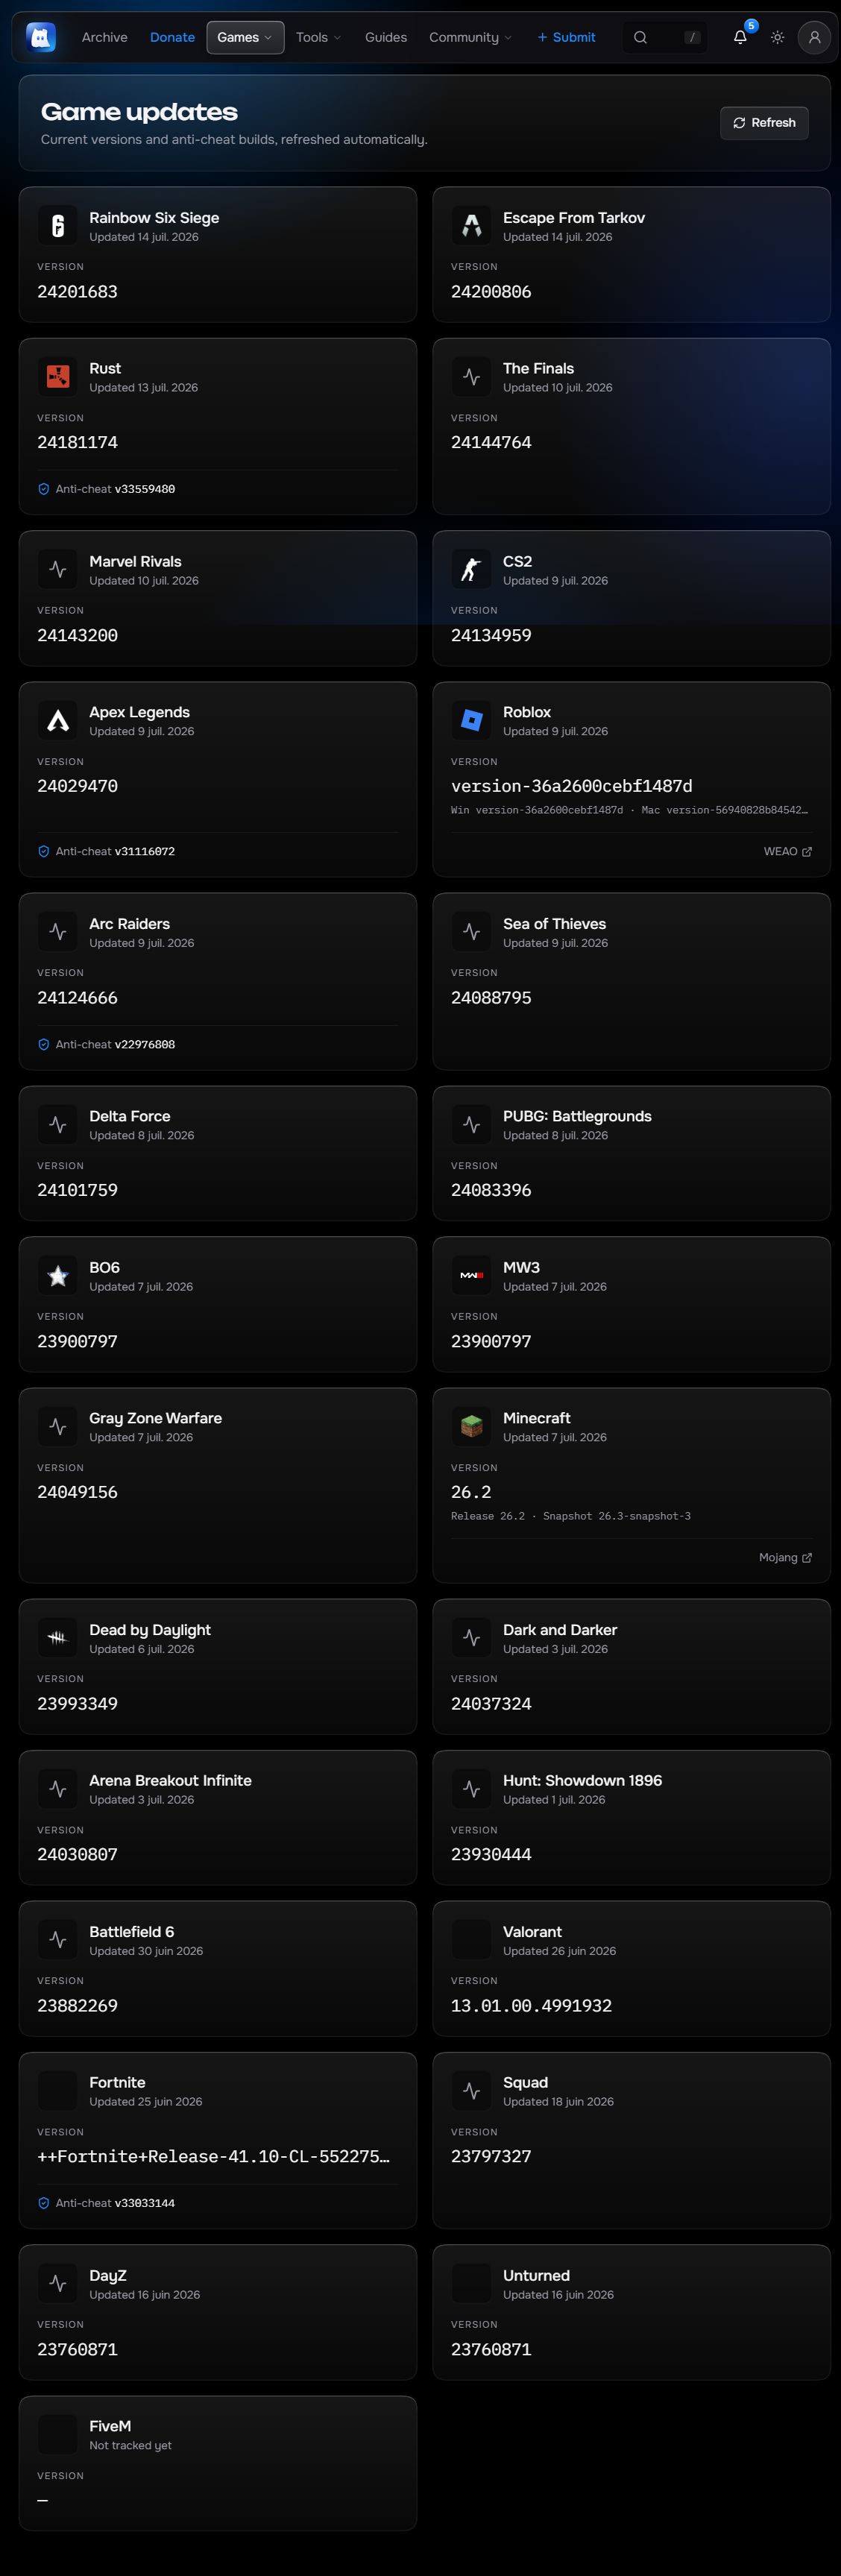 Archive Donate Games Tools Guides Community + Submit / 5
Game updates
Current versions and anti-cheat builds, refreshed automatically.
Refresh
Rainbow Six Siege
Updated 14 juil. 2026
VERSION
24201683
Escape From Tarkov
Updated 14 juil. 2026
VERSION
24200806
Rust
Updated 13 juil. 2026
VERSION
24181174
Anti-cheat v33559480
The Finals
Updated 10 juil. 2026
VERSION
24144764
Marvel Rivals
Updated 10 juil. 2026
VERSION
24143200
CS2
Updated 9 juil. 2026
VERSION
24134959
Apex Legends
Updated 9 juil. 2026
VERSION
24029470
Anti-cheat v31116072
Roblox
Updated 9 juil. 2026
VERSION
version-36a2600cebf1487d
Win version-36a2600cebf1487d · Mac version-56940828b84542…
WEAO
Arc Raiders
Updated 9 juil. 2026
VERSION
24124666
Anti-cheat v22976808
Sea of Thieves
Updated 9 juil. 2026
VERSION
24088795
Delta Force
Updated 8 juil. 2026
VERSION
24101759
PUBG: Battlegrounds
Updated 8 juil. 2026
VERSION
24083396
BO6
Updated 7 juil. 2026
VERSION
23900797
MW3
Updated 7 juil. 2026
VERSION
23900797
Gray Zone Warfare
Updated 7 juil. 2026
VERSION
24049156
Minecraft
Updated 7 juil. 2026
VERSION
26.2
Release 26.2 · Snapshot 26.3-snapshot-3
Mojang
Dead by Daylight
Updated 6 juil. 2026
VERSION
23993349
Dark and Darker
Updated 3 juil. 2026
VERSION
24037324
Arena Breakout Infinite
Updated 3 juil. 2026
VERSION
24030807
Hunt: Showdown 1896
Updated 1 juil. 2026
VERSION
23930444
Battlefield 6
Updated 30 juin 2026
VERSION
23882269
Valorant
Updated 26 juin 2026
VERSION
13.01.00.4991932
Fortnite
Updated 25 juin 2026
VERSION
++Fortnite+Release-41.10-CL-552275…
Anti-cheat v33033144
Squad
Updated 18 juin 2026
VERSION
23797327
DayZ
Updated 16 juin 2026
VERSION
23760871
Unturned
Updated 16 juin 2026
VERSION
23760871
FiveM
Not tracked yet
VERSION
—